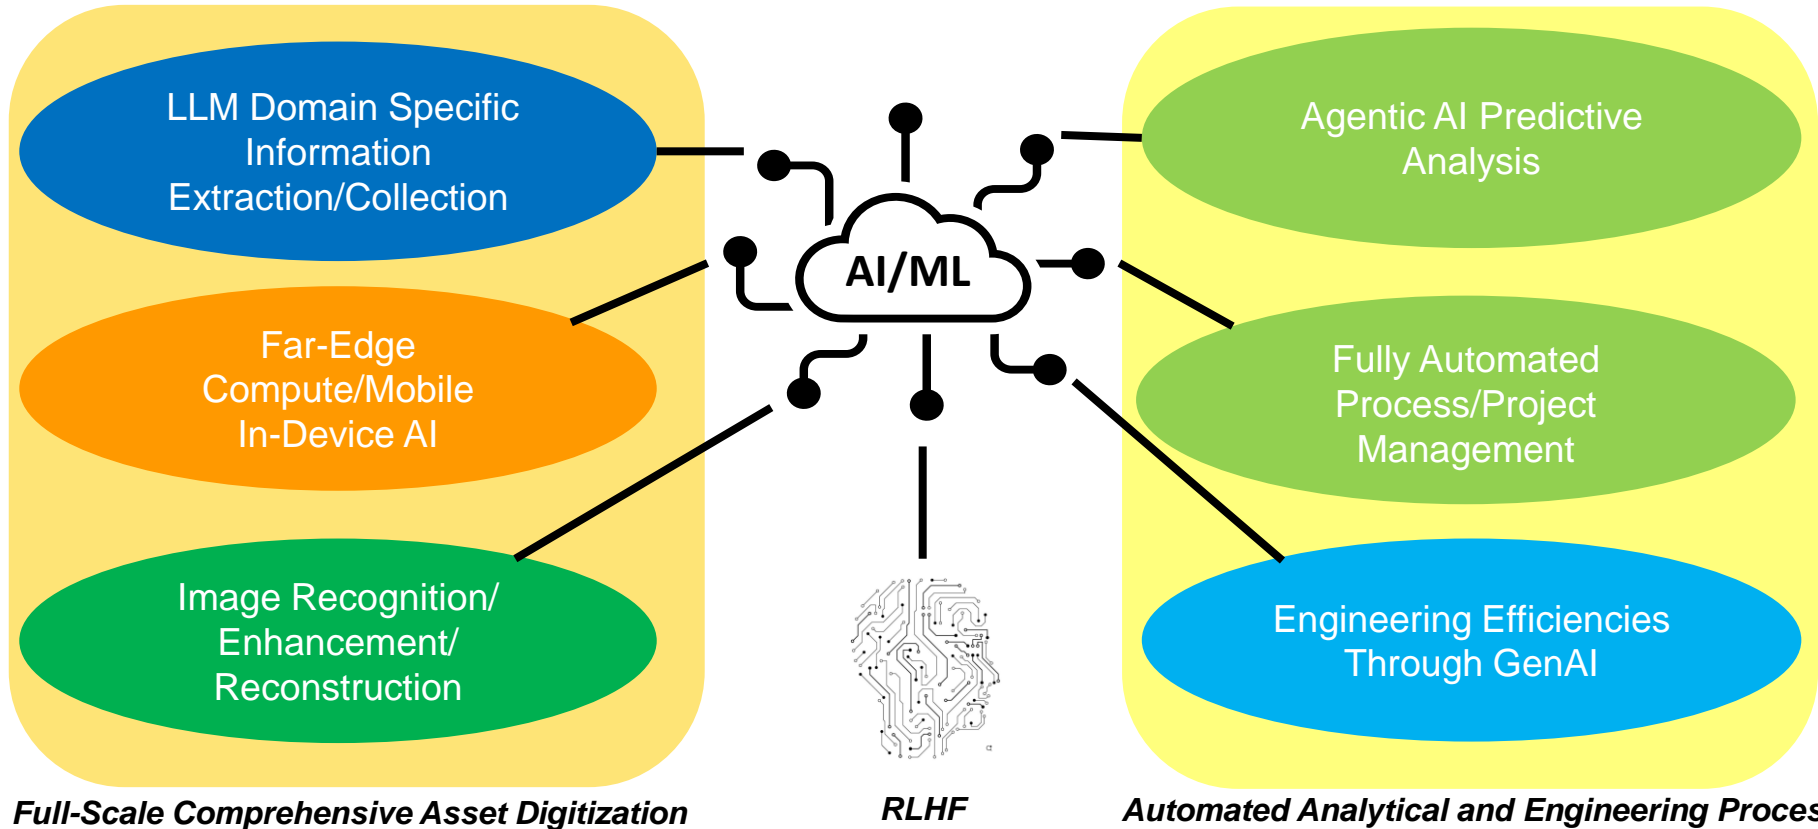 LLM Domain Specific
Information
Extraction/Collection
Far-Edge
Compute/Mobile
In-Device AI
Image Recognition/
Enhancement/
Reconstruction
Full-Scale Comprehensive Asset Digitization
AI/ML
RLHF
Agentic AI Predictive
Analysis
Fully Automated
Process/Project
Management
Engineering Efficiencies
Through GenAI
Automated Analytical and Engineering Proces